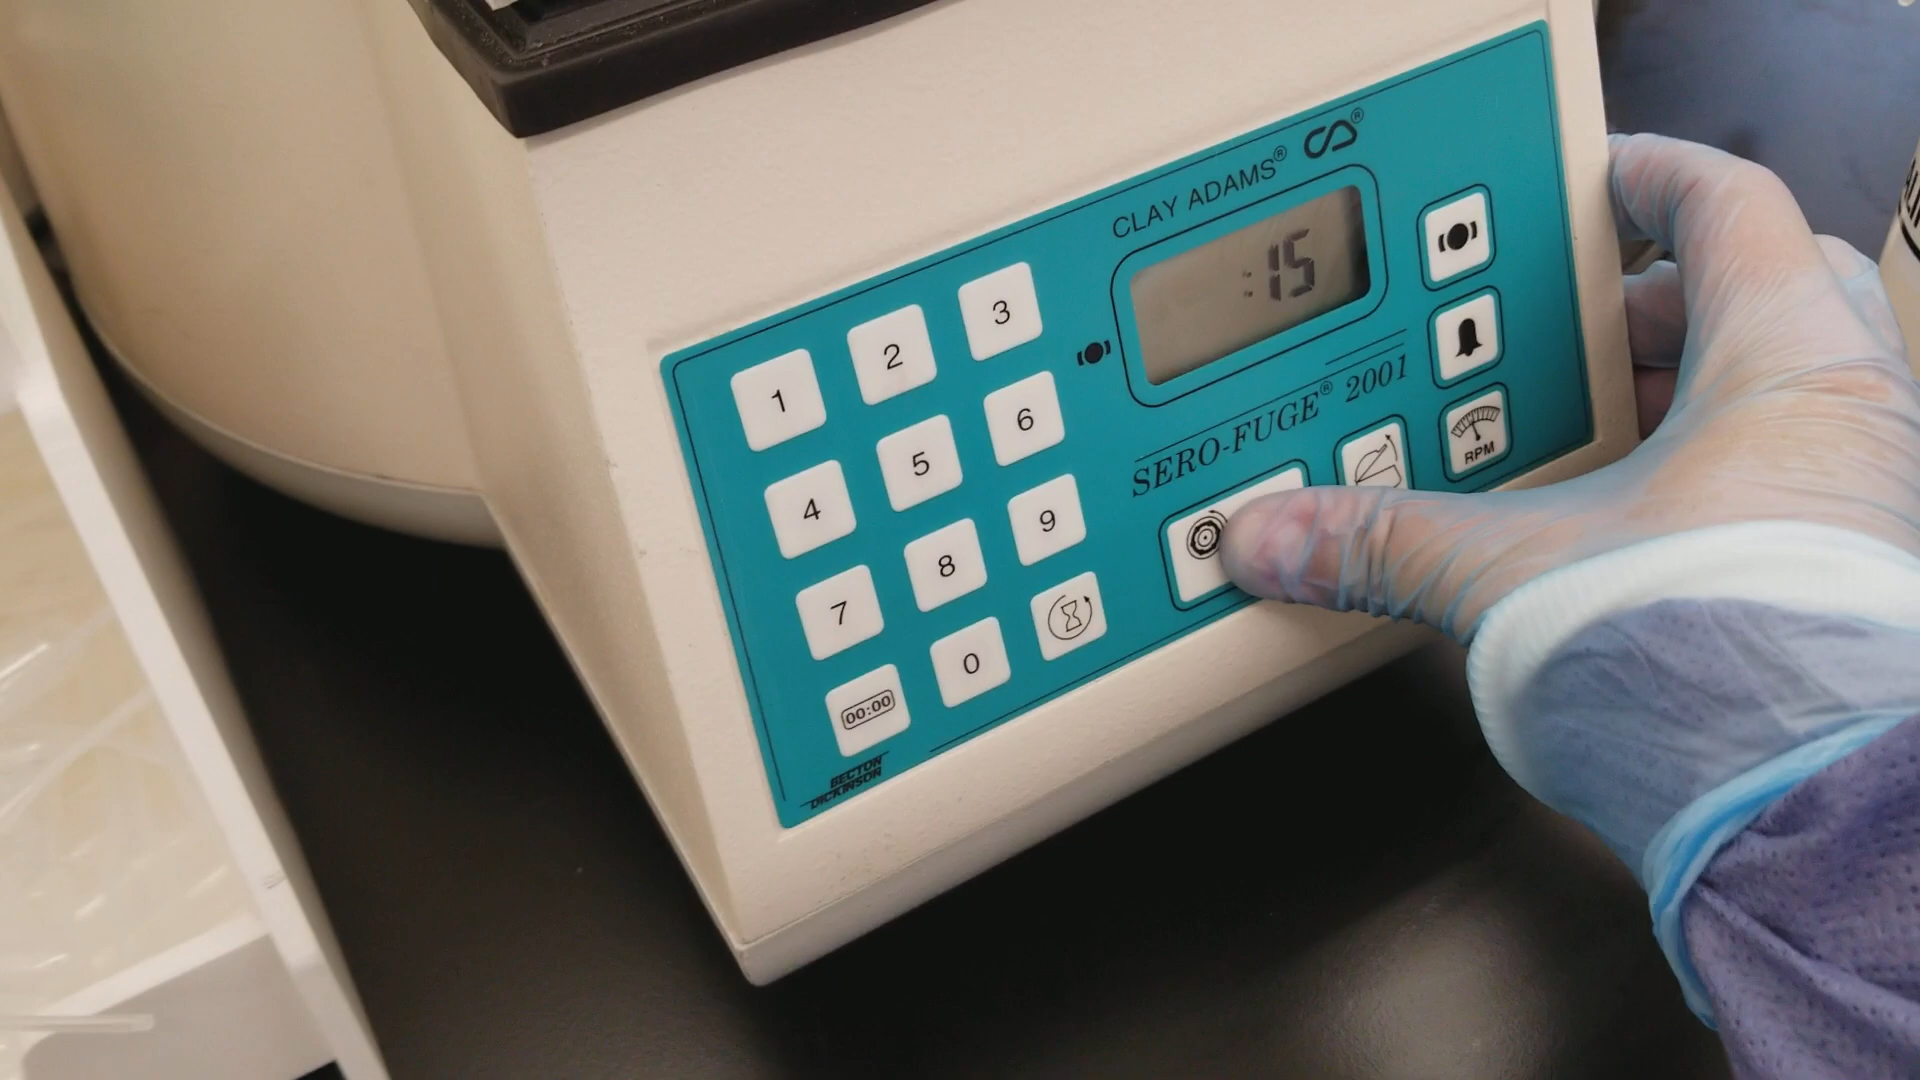 CLAY ADAMS®
:15
SERO-FUGE® 2001
1 2 3
4 5 6
7 8 9
00:00 0
RPM
BECTON
DICKINSON